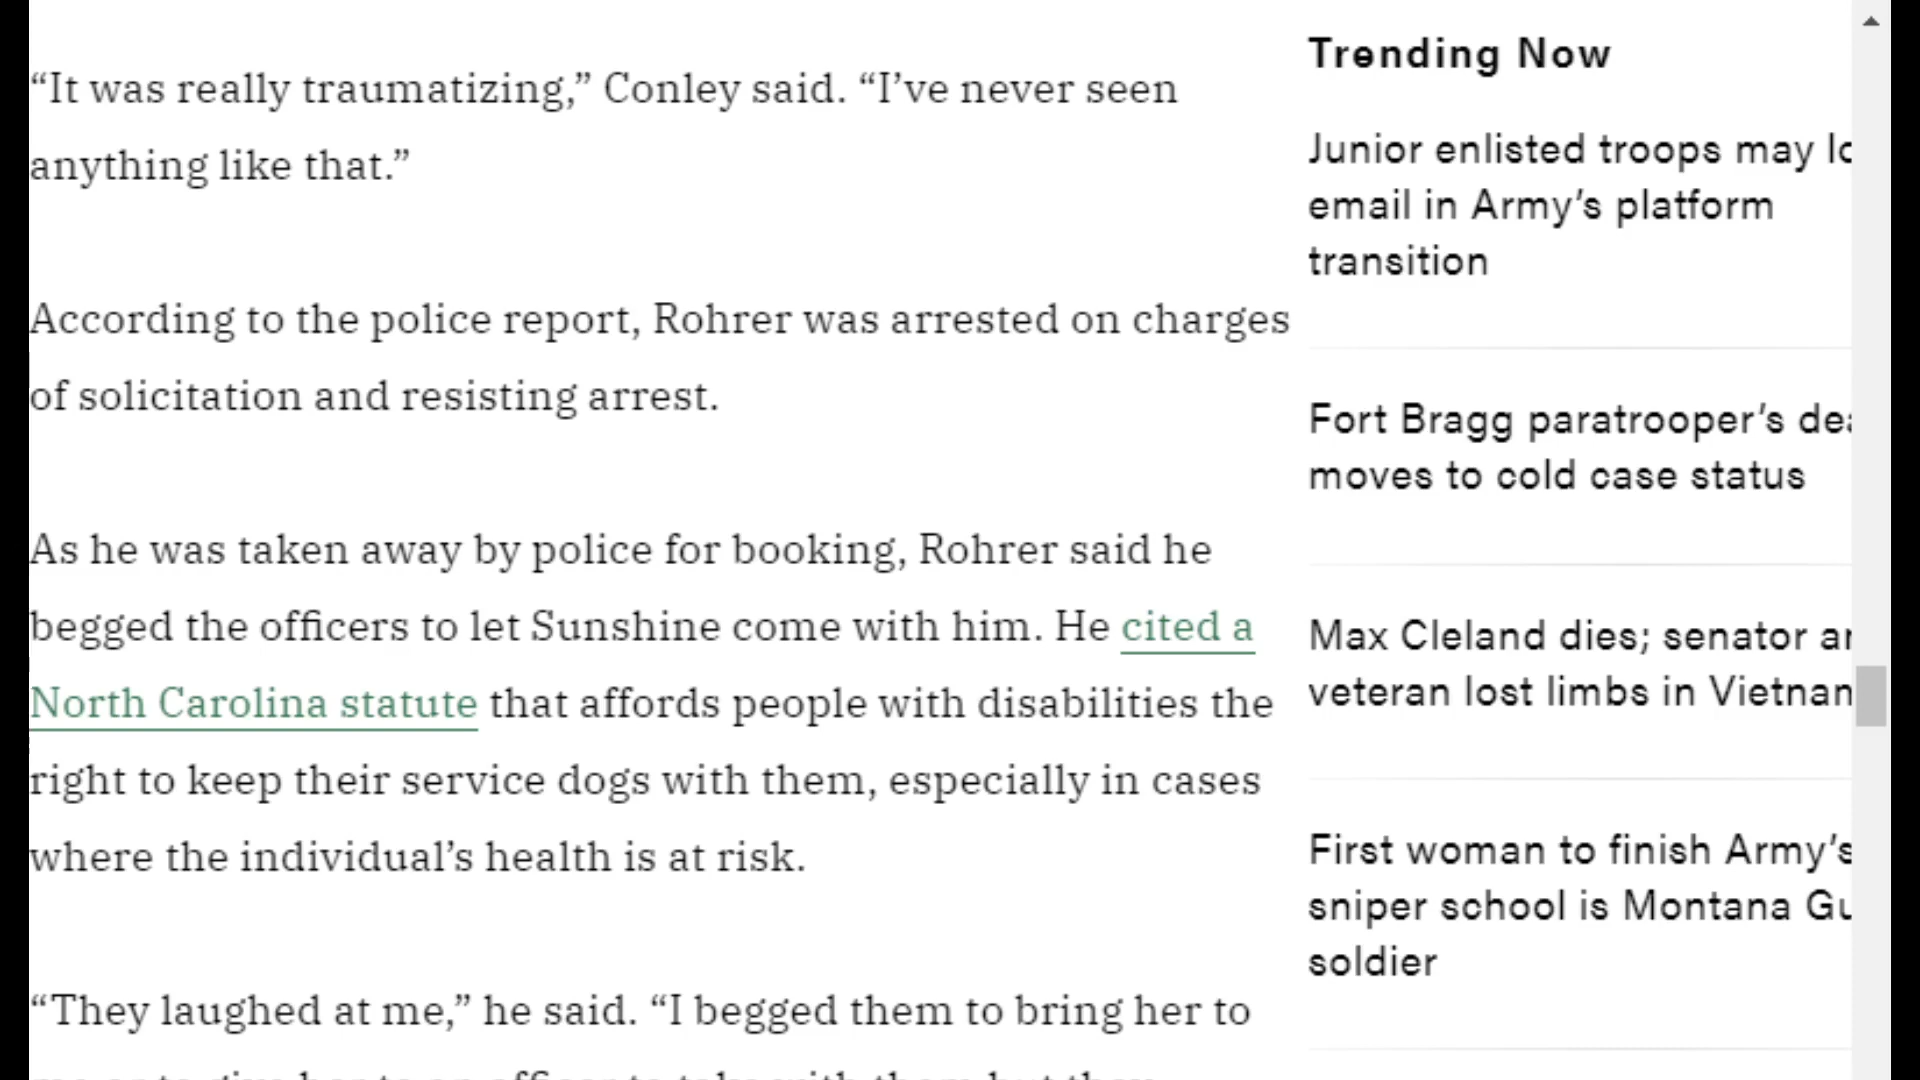 “It was really traumatizing,” Conley said. “I’ve never seen
anything like that.”
According to the police report, Rohrer was arrested on charges
of solicitation and resisting arrest.
As he was taken away by police for booking, Rohrer said he
begged the officers to let Sunshine come with him. He cited a
North Carolina statute that affords people with disabilities the
right to keep their service dogs with them, especially in cases
where the individual’s health is at risk.
“They laughed at me,” he said. “I begged them to bring her to
Trending Now
Junior enlisted troops may
email in Army’s platform
transition
Fort Bragg paratrooper’s
moves to cold case status
Max Cleland dies; senator
veteran lost limbs in
First woman to finish Army’s
sniper school is Montana
soldier